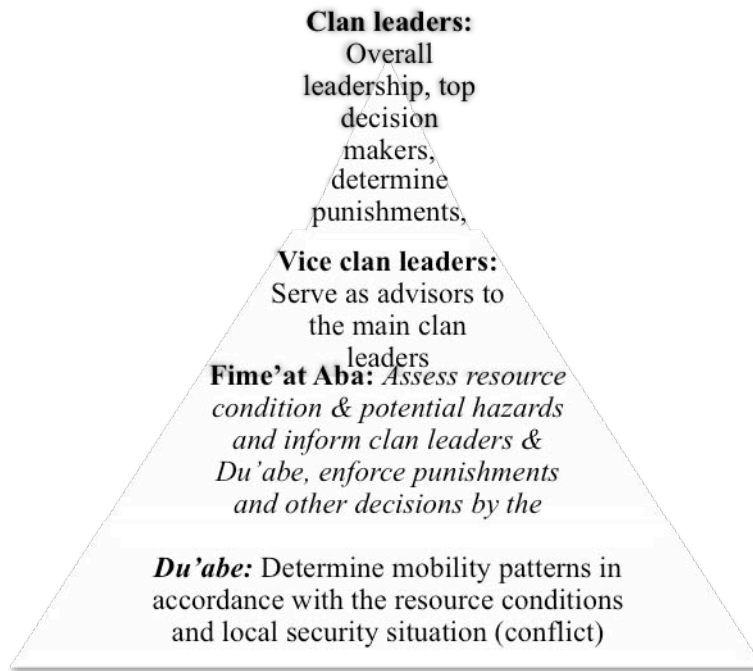 Clan leaders:
Overall
leadership, top
decision
makers,
determine
punishments,
Vice clan leaders:
Serve as advisors to
the main clan
leaders
Fime’at Aba: Assess resource
condition & potential hazards
and inform clan leaders &
Du’abe, enforce punishments
and other decisions by the
Du’abe: Determine mobility patterns in
accordance with the resource conditions
and local security situation (conflict)